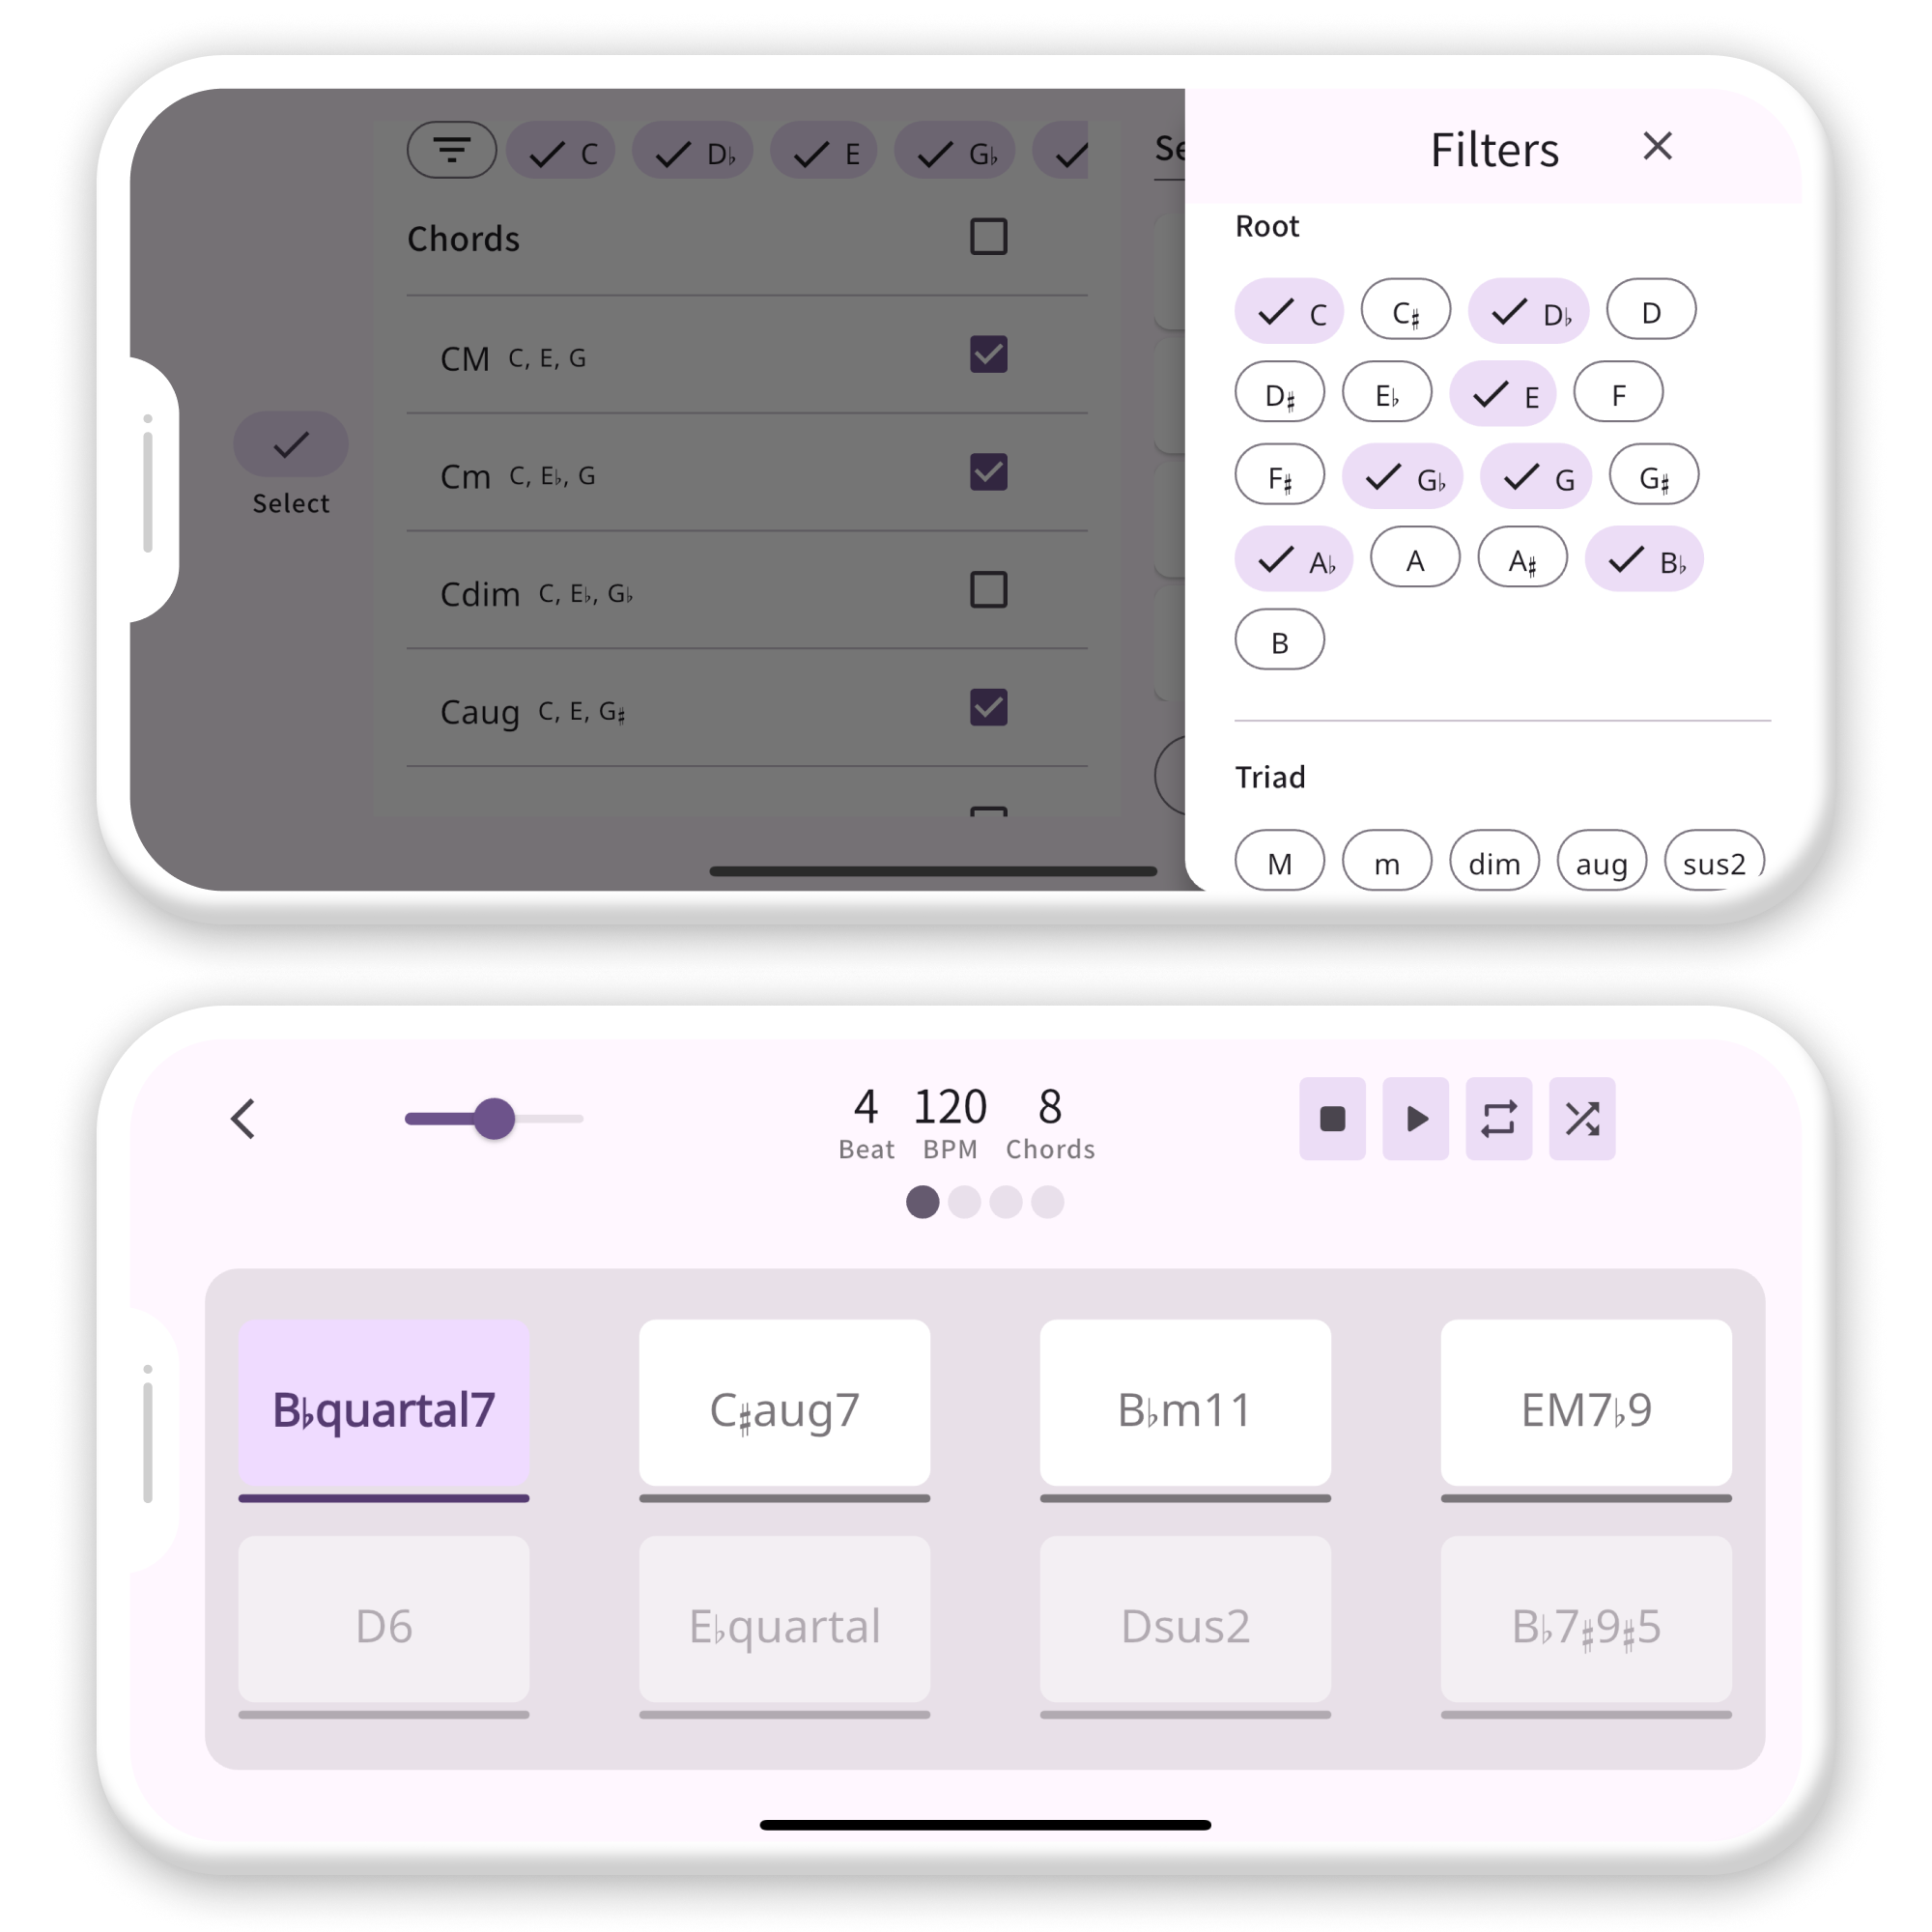 C D♭ E G♭
Se
Filters
Chords
Root
CM C, E, G
C C♯ D♭ D
D♯ E♭ E F
Select
Cm C, E♭, G
F♯ G♭ G G♯
Cdim C, E♭, G♭
A♭ A A♯ B♭
B
Caug C, E, G♯
Triad
M m dim aug sus2
4 120 8
Beat BPM Chords
B♭quartal7 C♯aug7 B♭m11 EM7♭9
D6 E♭quartal Dsus2 B♭7♯9♯5